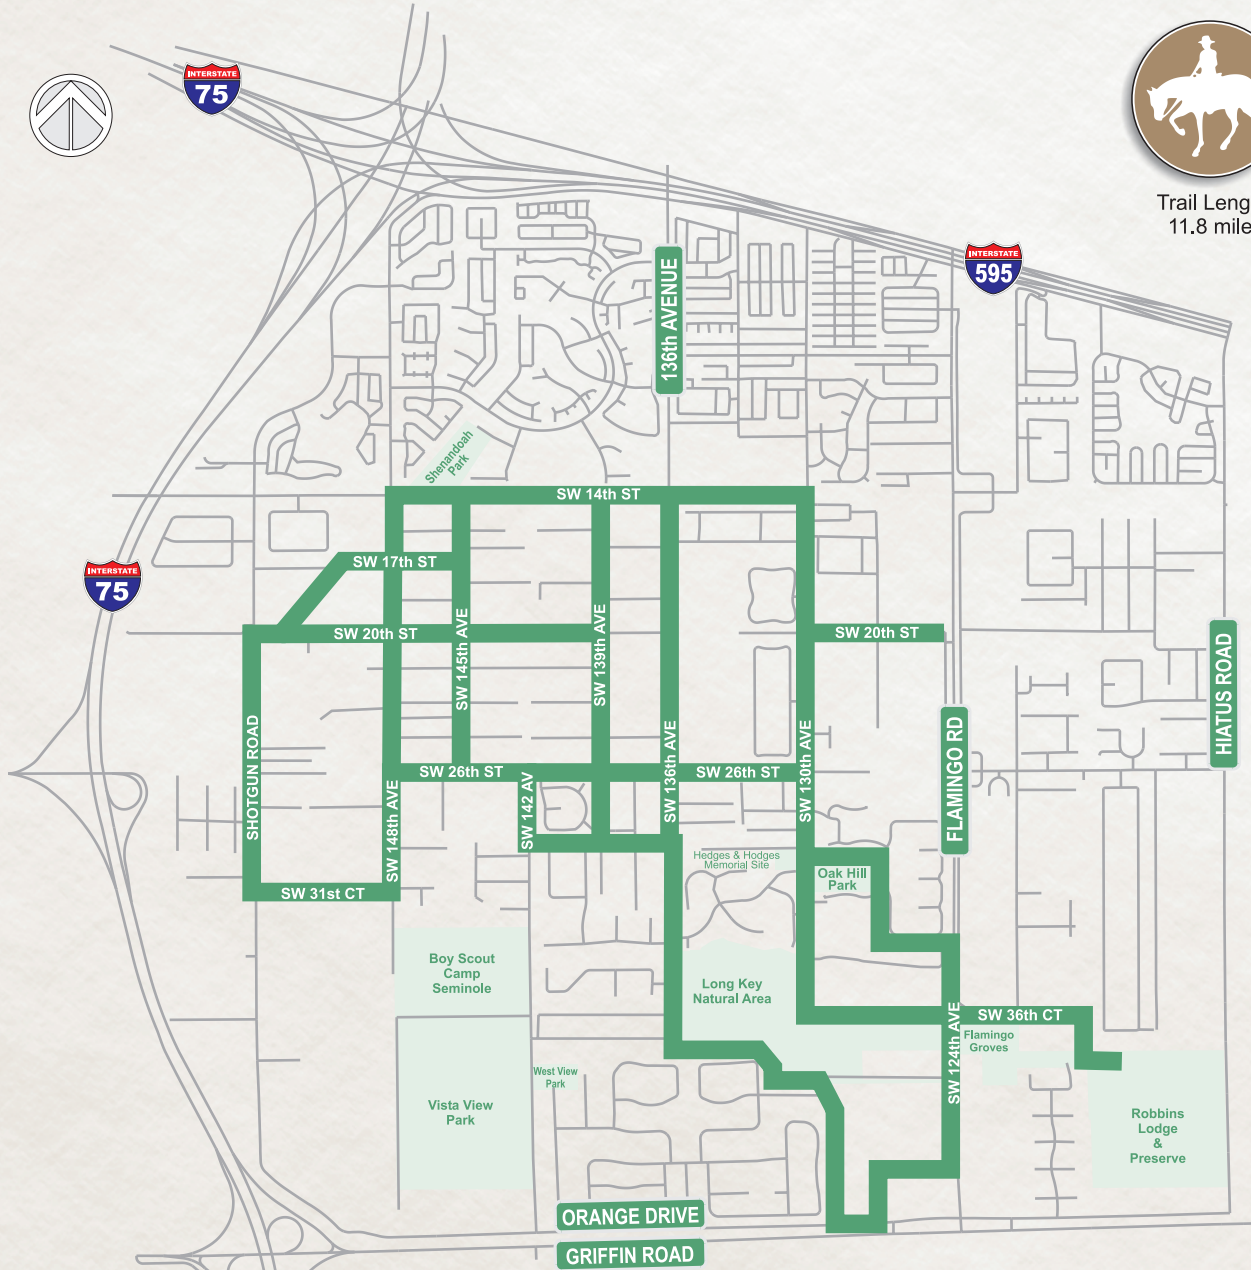 INTERSTATE
75
Trail Leng
11.8 mile
INTERSTATE
595
136th AVENUE
Shenandoah
Park
SW 14th ST
SW 17th ST
INTERSTATE
75
SW 20th ST
SW 20th ST
SW 145th AVE
SW 139th AVE
HIATUS ROAD
SHOTGUN ROAD
FLAMINGO RD
SW 136th AVE
SW 130th AVE
SW 26th ST
SW 26th ST
SW 148th AVE
SW 142 AV
Hedges & Hodges
Memorial Site
Oak Hill
Park
SW 31st CT
Boy Scout
Camp
Seminole
Long Key
Natural Area
SW 36th CT
SW 124th AVE
Flamingo
Groves
West View
Park
Vista View
Park
Robbins
Lodge
&
Preserve
ORANGE DRIVE
GRIFFIN ROAD